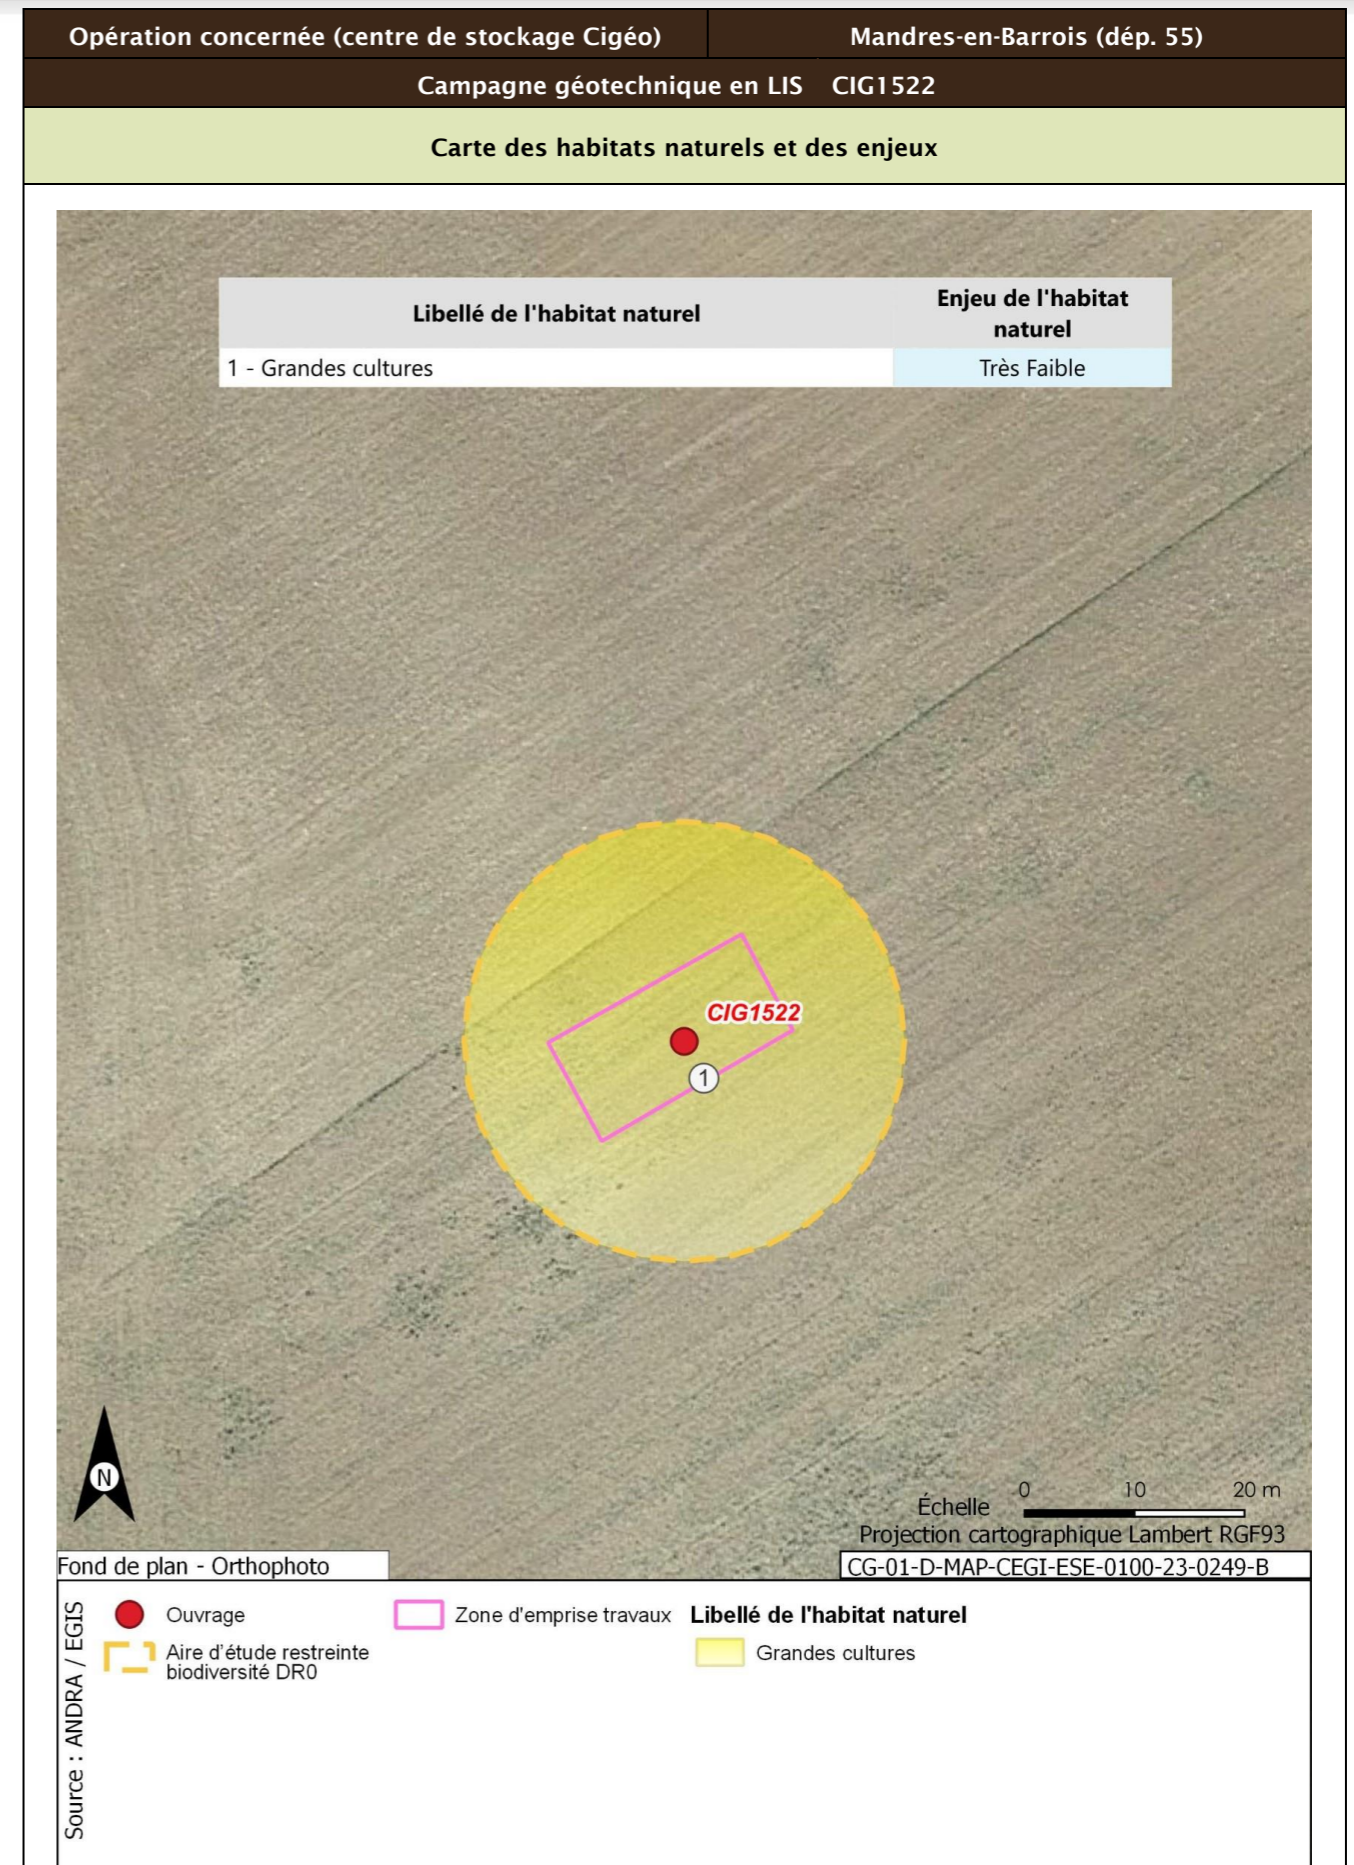 Opération concernée (centre de stockage Cigéo)
Mandres-en-Barrois (dép. 55)
Campagne géotechnique en LIS CIG1522
Carte des habitats naturels et des enjeux
Libellé de l'habitat naturel
Enjeu de l'habitat
naturel
1 - Grandes cultures
Très Faible
CIG1522
1
N
0 10 20 m
Échelle
Projection cartographique Lambert RGF93
Fond de plan - Orthophoto
CG-01-D-MAP-CEGI-ESE-0100-23-0249-B
Source : ANDRA / EGIS
Ouvrage
Aire d'étude restreinte
biodiversité DR0
Zone d'emprise travaux
Libellé de l'habitat naturel
Grandes cultures